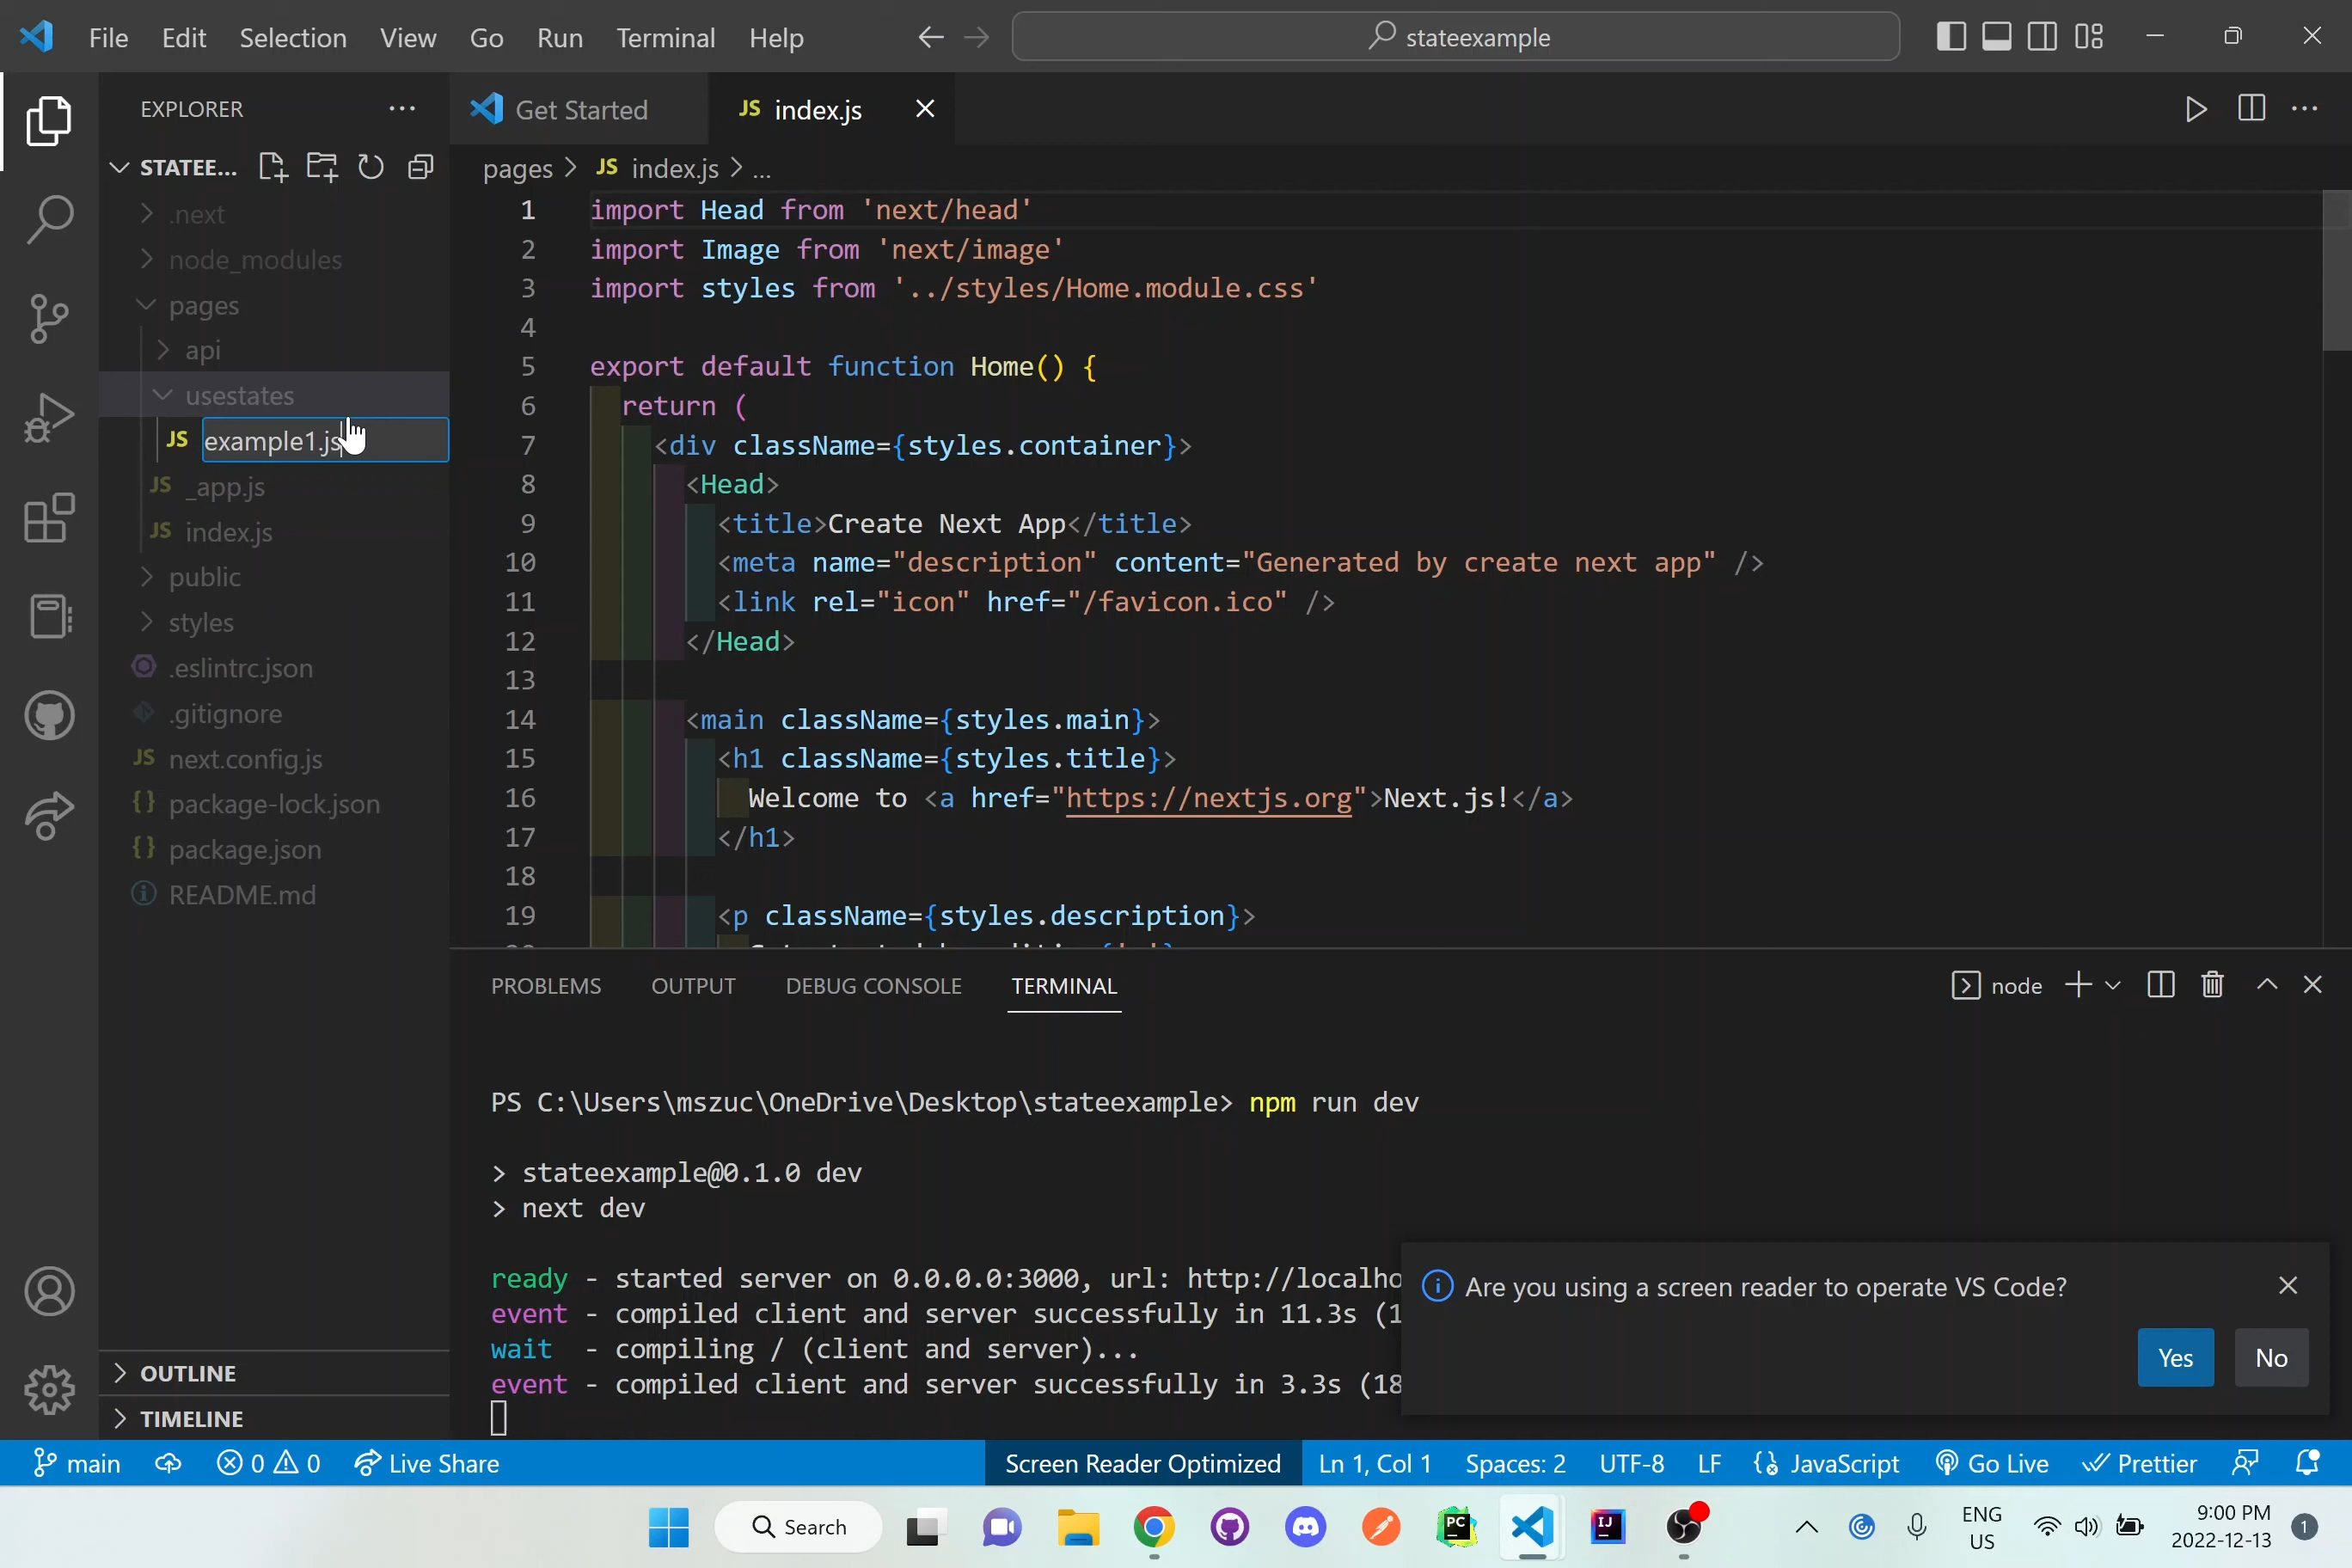 File Edit Selection View Go Run Terminal Help stateexample
EXPLORER
STATEE...
.next
node_modules
pages
api
usestates
JS example1.js
JS _app.js
JS index.js
public
styles
.eslintrc.json
.gitignore
JS next.config.js
{} package-lock.json
{} package.json
README.md
OUTLINE
TIMELINE
Get Started JS index.js
pages > JS index.js > ...
1 import Head from 'next/head'
2 import Image from 'next/image'
3 import styles from '../styles/Home.module.css'
4
5 export default function Home() {
6 return (
7 <div className={styles.container}>
8 <Head>
9 <title>Create Next App</title>
10 <meta name="description" content="Generated by create next app" />
11 <link rel="icon" href="/favicon.ico" />
12 </Head>
13
14 <main className={styles.main}>
15 <h1 className={styles.title}>
16 Welcome to <a href="https://nextjs.org">Next.js!</a>
17 </h1>
18
19 <p className={styles.description}>
PROBLEMS OUTPUT DEBUG CONSOLE TERMINAL node
PS C:\Users\mszuc\OneDrive\Desktop\stateexample> npm run dev
> stateexample@0.1.0 dev
> next dev
ready - started server on 0.0.0.0:3000, url: http://localho
event - compiled client and server successfully in 11.3s (1
wait - compiling / (client and server)...
event - compiled client and server successfully in 3.3s (18
Are you using a screen reader to operate VS Code?
Yes No
main 0 0 Live Share Screen Reader Optimized Ln 1, Col 1 Spaces: 2 UTF-8 LF {} JavaScript Go Live Prettier
Search PC IJ ENG
US
9:00 PM
2022-12-13
1